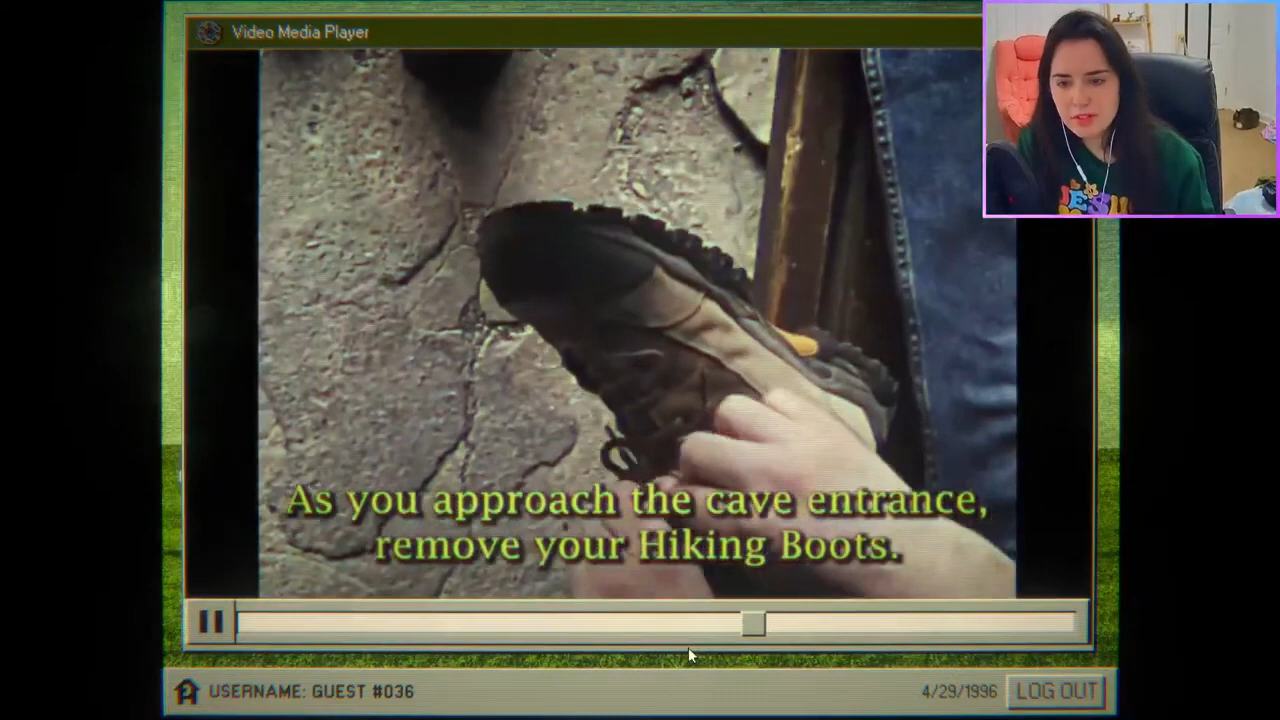 Video Media Player
As you approach the cave entrance,
remove your Hiking Boots.
USERNAME: GUEST #036
4/29/1996
LOG OUT